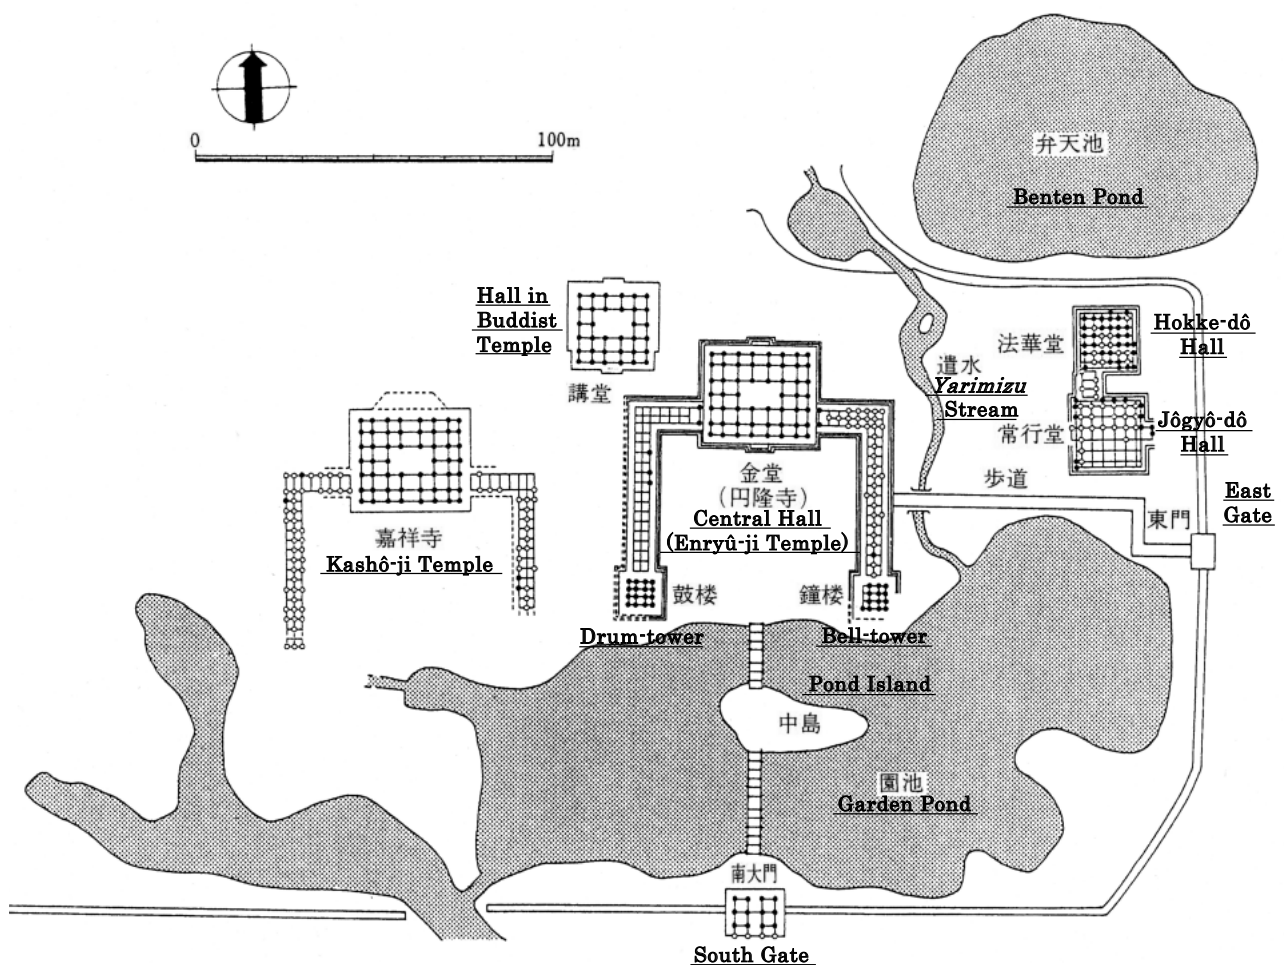 0
100m
弁天池
Benten Pond
Hall in
Buddist
Temple
講堂
法華堂
Hokke-dô
Hall
遣水
Yarimizu
Stream
常行堂
Jôgyô-dô
Hall
歩道
東門
East
Gate
金堂
(円隆寺)
Central Hall
(Enryû-ji Temple)
嘉祥寺
Kashô-ji Temple
鼓楼
Drum-tower
鐘楼
Bell-tower
Pond Island
中島
園池
Garden Pond
南大門
South Gate